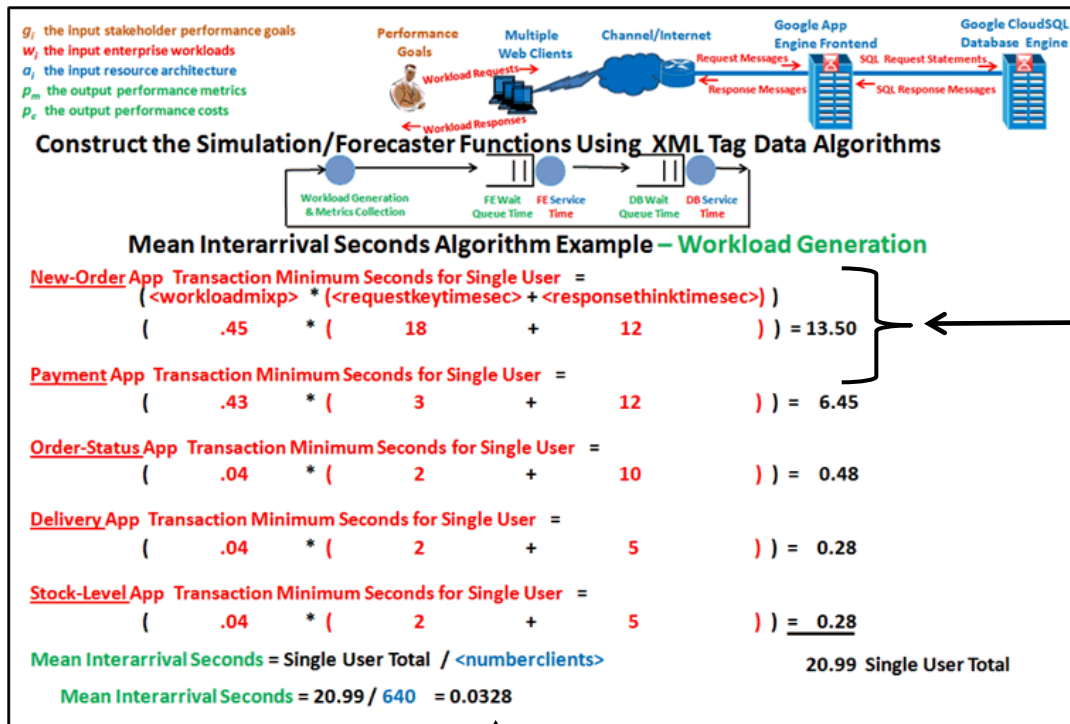 g_i the input stakeholder performance goals
w_i the input enterprise workloads
a_i the input resource architecture
p_m the output performance metrics
p_c the output performance costs
Performance Goals
Multiple Web Clients
Channel/Internet
Google App Engine Frontend
Google CloudSQL Database Engine
Workload Requests
Workload Responses
Request Messages
Response Messages
SQL Request Statements
SQL Response Messages
Construct the Simulation/Forecaster Functions Using XML Tag Data Algorithms
Workload Generation & Metrics Collection
FE Wait Queue Time
FE Service Time
DB Wait Queue Time
DB Service Time
Mean Interarrival Seconds Algorithm Example – Workload Generation
New-Order App Transaction Minimum Seconds for Single User =
( <workloadmixp> * (<requestkeytimesec> + <responsethinktimesec>) )
( .45 * ( 18 + 12 ) ) = 13.50
Payment App Transaction Minimum Seconds for Single User =
( .43 * ( 3 + 12 ) ) = 6.45
Order-Status App Transaction Minimum Seconds for Single User =
( .04 * ( 2 + 10 ) ) = 0.48
Delivery App Transaction Minimum Seconds for Single User =
( .04 * ( 2 + 5 ) ) = 0.28
Stock-Level App Transaction Minimum Seconds for Single User =
( .04 * ( 2 + 5 ) ) = 0.28
Mean Interarrival Seconds = Single User Total / <numberclients>
20.99 Single User Total
Mean Interarrival Seconds = 20.99 / 640 = 0.0328